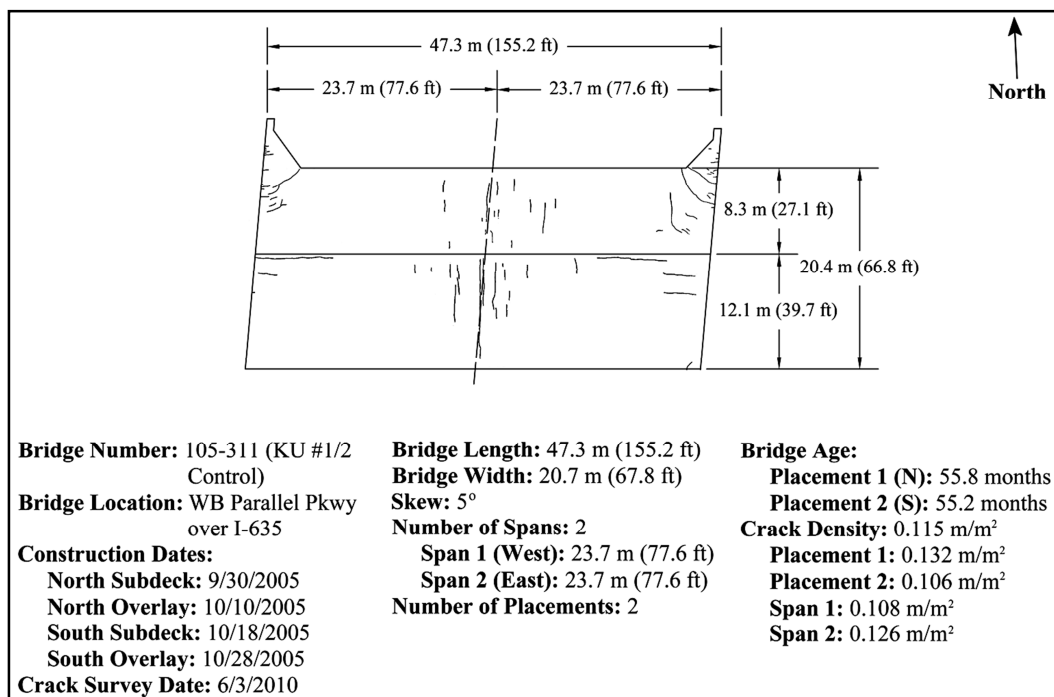 47.3 m (155.2 ft)
23.7 m (77.6 ft)
23.7 m (77.6 ft)
North
8.3 m (27.1 ft)
20.4 m (66.8 ft)
12.1 m (39.7 ft)
Bridge Number: 105-311 (KU #1/2
Control)
Bridge Location: WB Parallel Pkwy
over I-635
Construction Dates:
North Subdeck: 9/30/2005
North Overlay: 10/10/2005
South Subdeck: 10/18/2005
South Overlay: 10/28/2005
Crack Survey Date: 6/3/2010
Bridge Length: 47.3 m (155.2 ft)
Bridge Width: 20.7 m (67.8 ft)
Skew: 5º
Number of Spans: 2
Span 1 (West): 23.7 m (77.6 ft)
Span 2 (East): 23.7 m (77.6 ft)
Number of Placements: 2
Bridge Age:
Placement 1 (N): 55.8 months
Placement 2 (S): 55.2 months
Crack Density: 0.115 m/m²
Placement 1: 0.132 m/m²
Placement 2: 0.106 m/m²
Span 1: 0.108 m/m²
Span 2: 0.126 m/m²